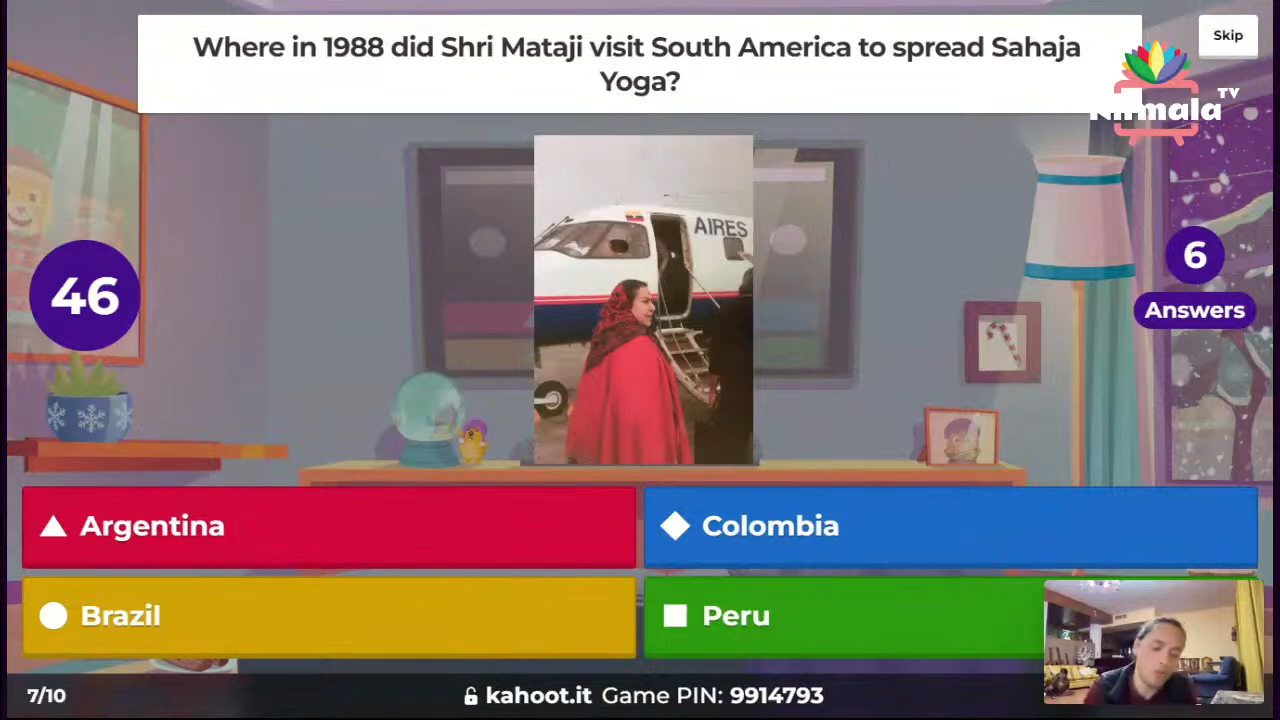 Where in 1988 did Shri Mataji visit South America to spread Sahaja
Yoga?
Skip
Nirmala TV
AIRES
46
6
Answers
Argentina
Colombia
Brazil
Peru
7/10
kahoot.it Game PIN: 9914793